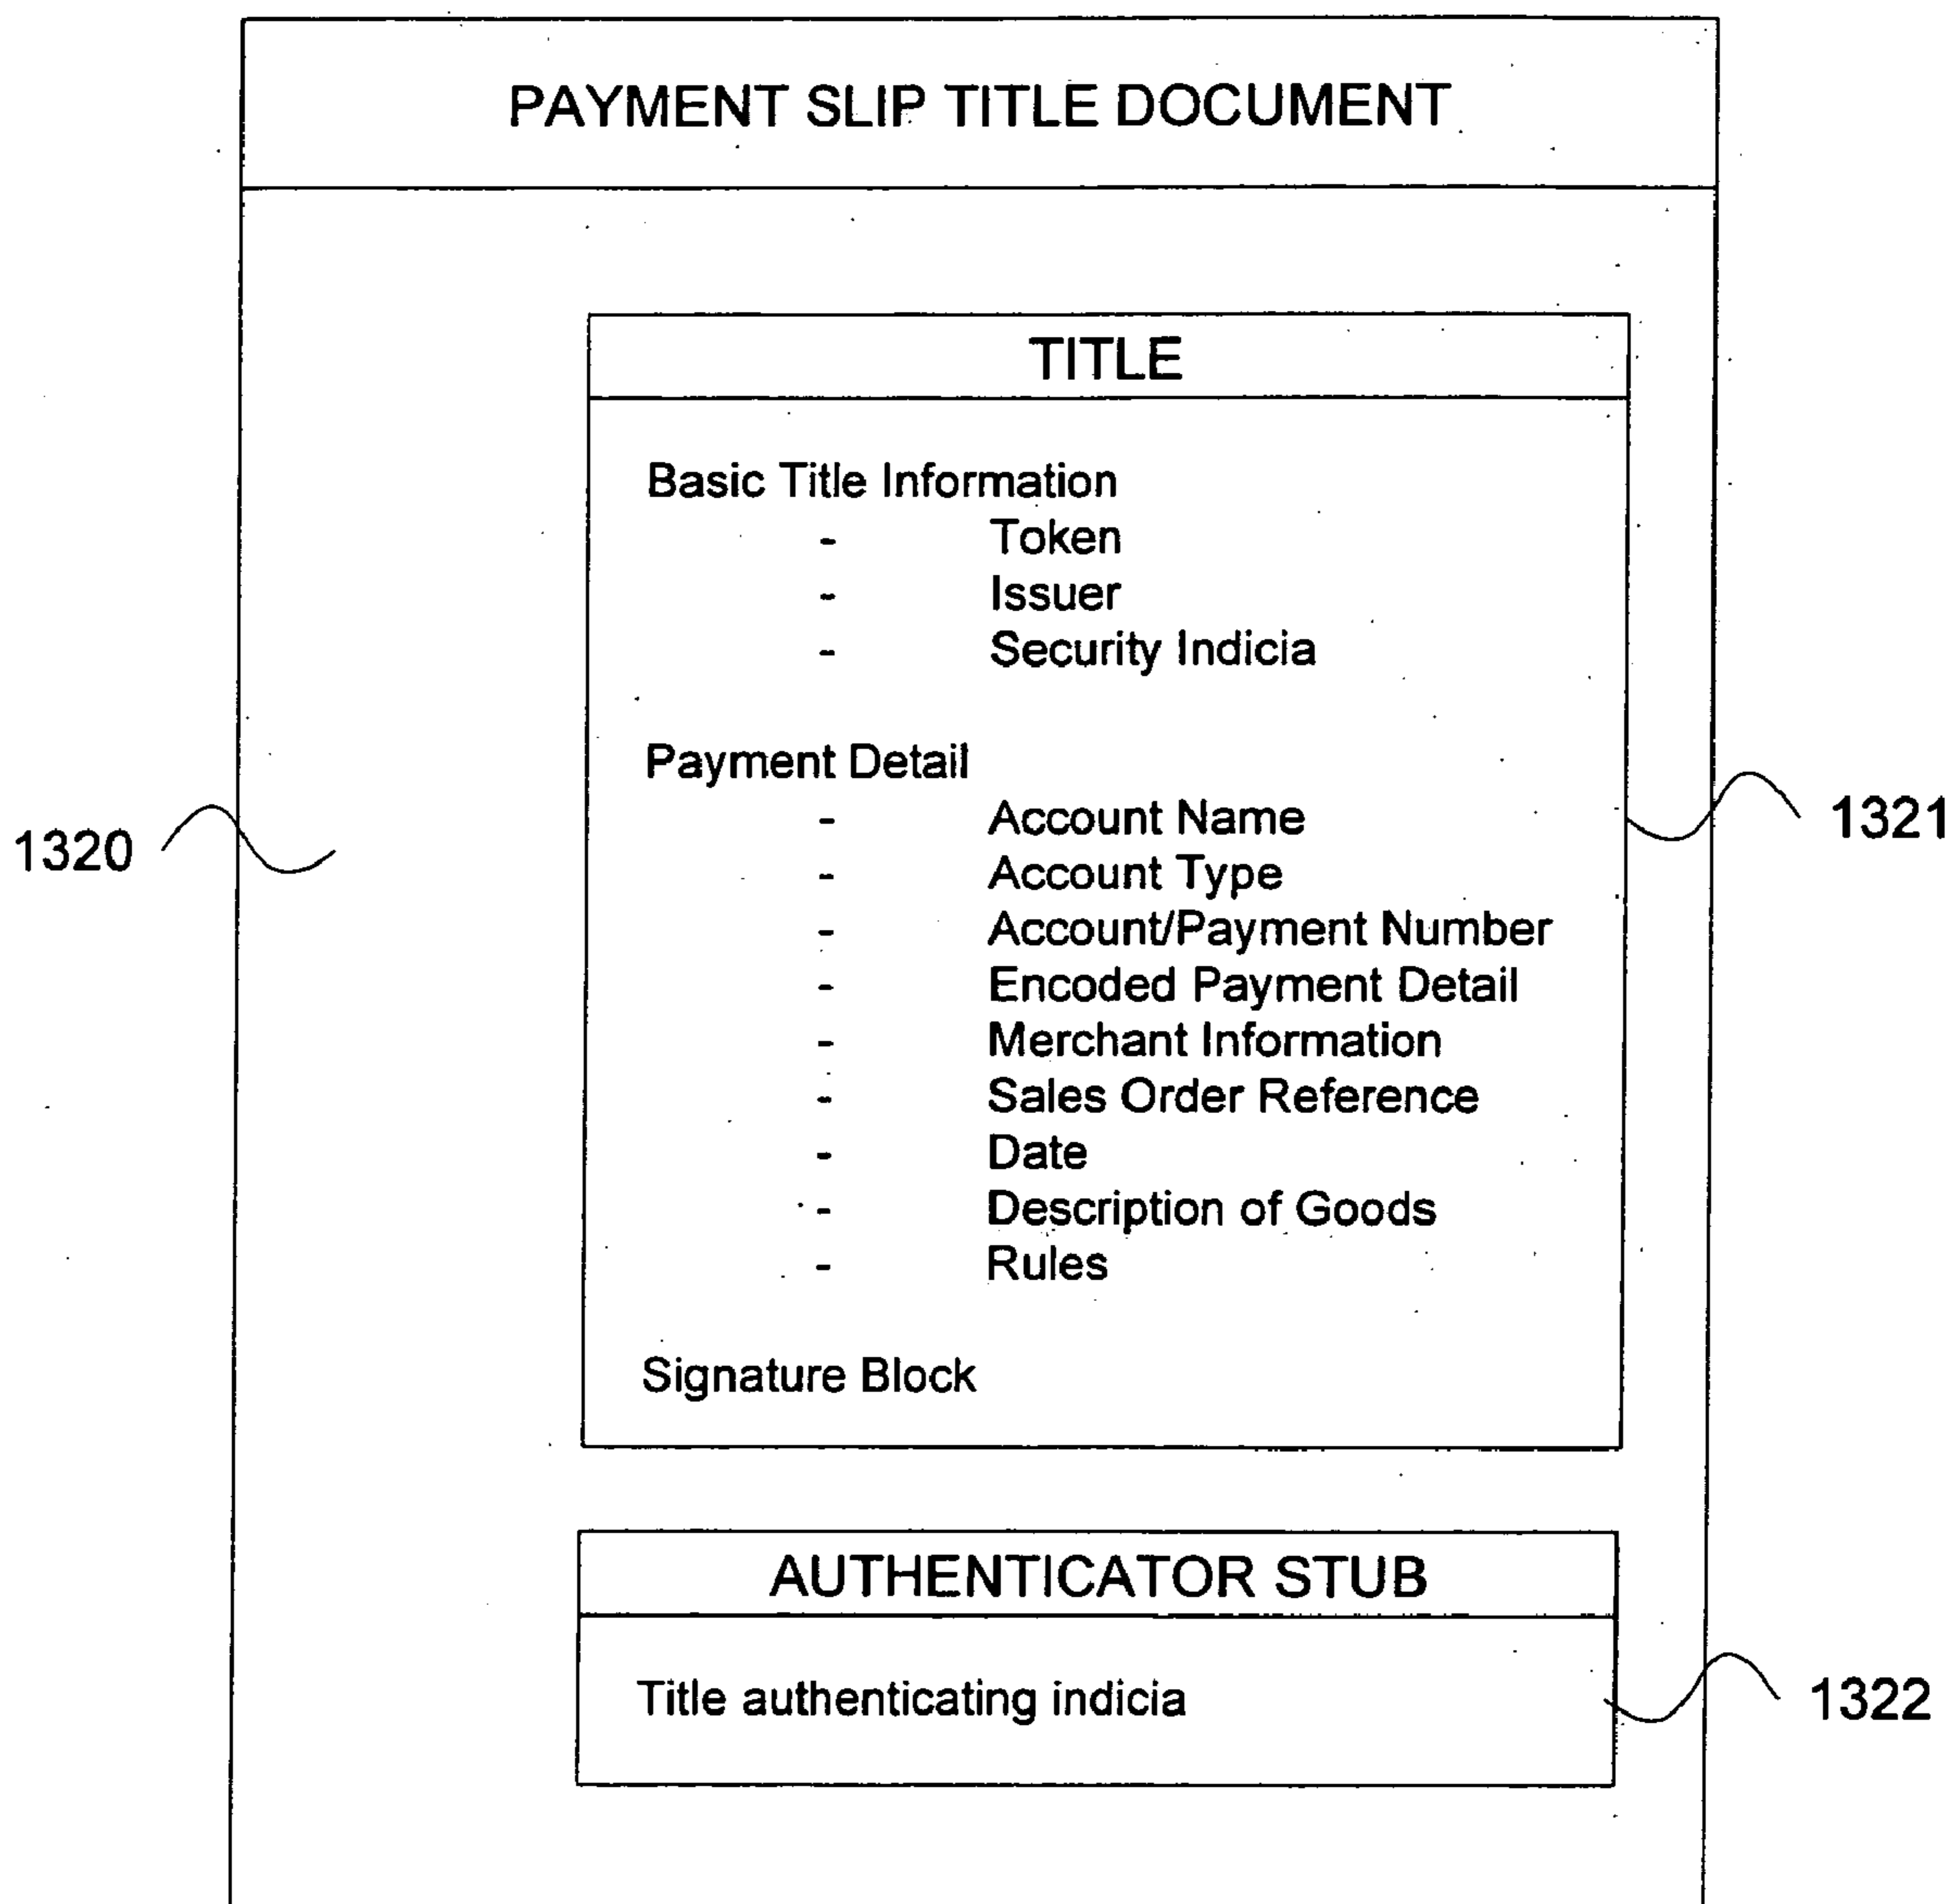 PAYMENT SLIP TITLE DOCUMENT
TITLE
Basic Title Information
- Token
- Issuer
- Security Indicia
Payment Detail
- Account Name
- Account Type
- Account/Payment Number
- Encoded Payment Detail
- Merchant Information
- Sales Order Reference
- Date
- Description of Goods
- Rules
Signature Block
1320
1321
AUTHENTICATOR STUB
Title authenticating indicia
1322